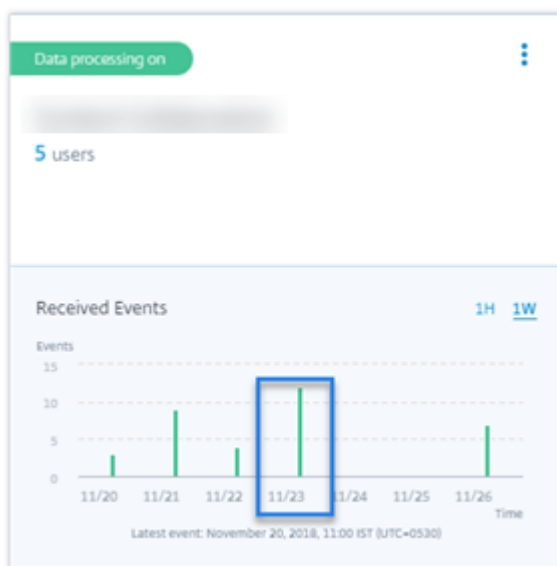 Data processing on
5 users
Received Events
1H 1W
Events
15
10
5
0
11/20 11/21 11/22 11/23 11/24 11/25 11/26
Time
Latest event: November 20, 2018, 11:00 IST (UTC+0530)